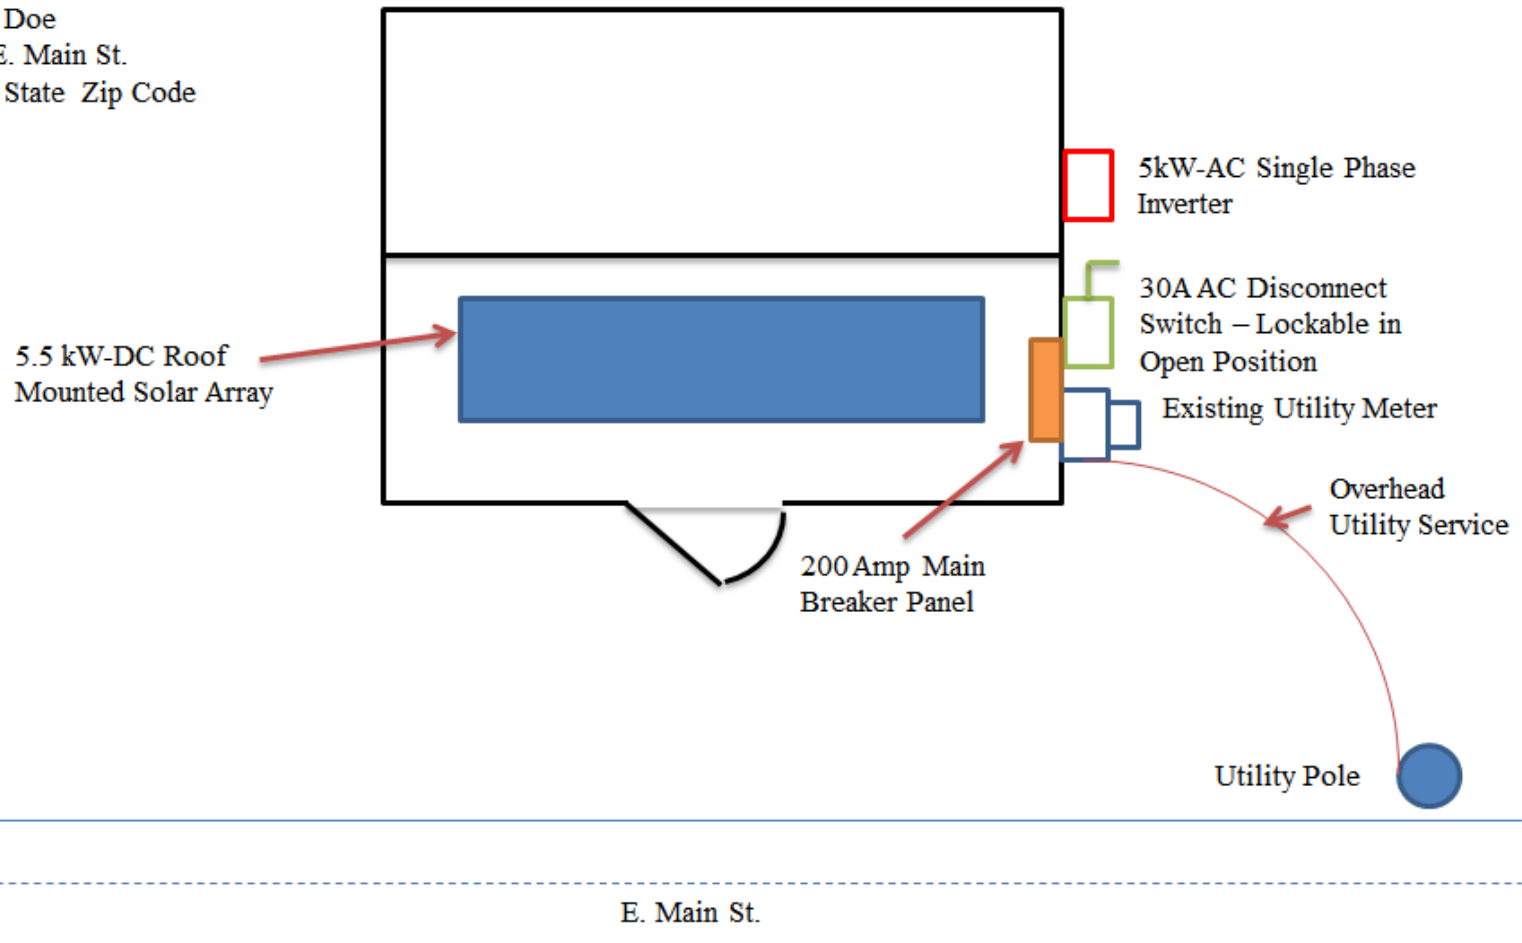 Doe
E. Main St.
State Zip Code
5kW-AC Single Phase
Inverter
30A AC Disconnect
Switch – Lockable in
Open Position
5.5 kW-DC Roof
Mounted Solar Array
Existing Utility Meter
Overhead
Utility Service
200 Amp Main
Breaker Panel
Utility Pole
E. Main St.